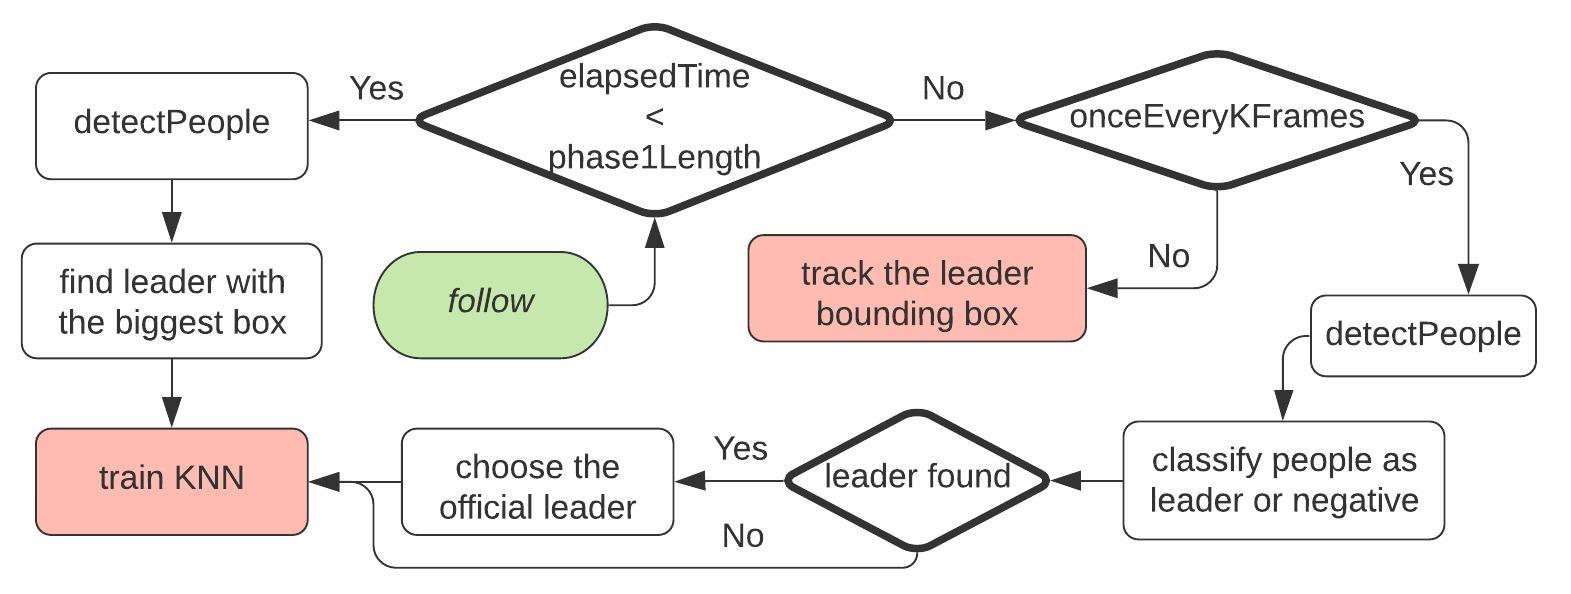 Yes
elapsedTime
<
phase1Length
No
onceEveryKFrames
detectPeople
Yes
find leader with
the biggest box
follow
track the leader
bounding box
No
detectPeople
train KNN
choose the
official leader
Yes
leader found
No
classify people as
leader or negative